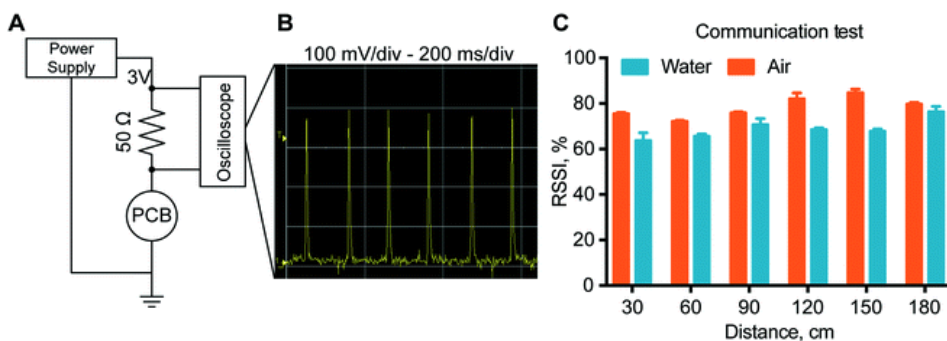 A
Power
Supply
3V
50 Ω
PCB
Oscilloscope
B
100 mV/div - 200 ms/div
C
Communication test
Water
Air
RSSI, %
100
80
60
40
20
0
30
60
90
120
150
180
Distance, cm